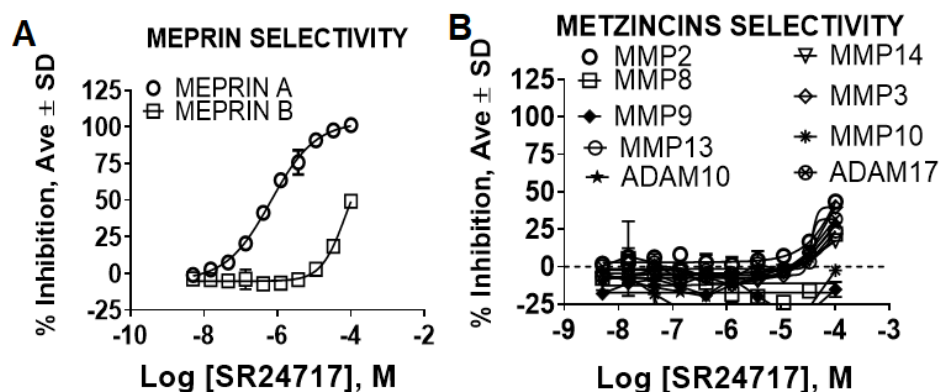 A
MEPRIN SELECTIVITY
% Inhibition, Ave ± SD
MEPRIN A
MEPRIN B
125
100
75
50
25
0
-25
-10
-8
-6
-4
-2
Log [SR24717], M
B
METZINCINS SELECTIVITY
% Inhibition, Ave ± SD
MMP2
MMP8
MMP9
MMP13
ADAM10
MMP14
MMP3
MMP10
ADAM17
125
100
75
50
25
0
-25
-9
-8
-7
-6
-5
-4
-3
Log [SR24717], M